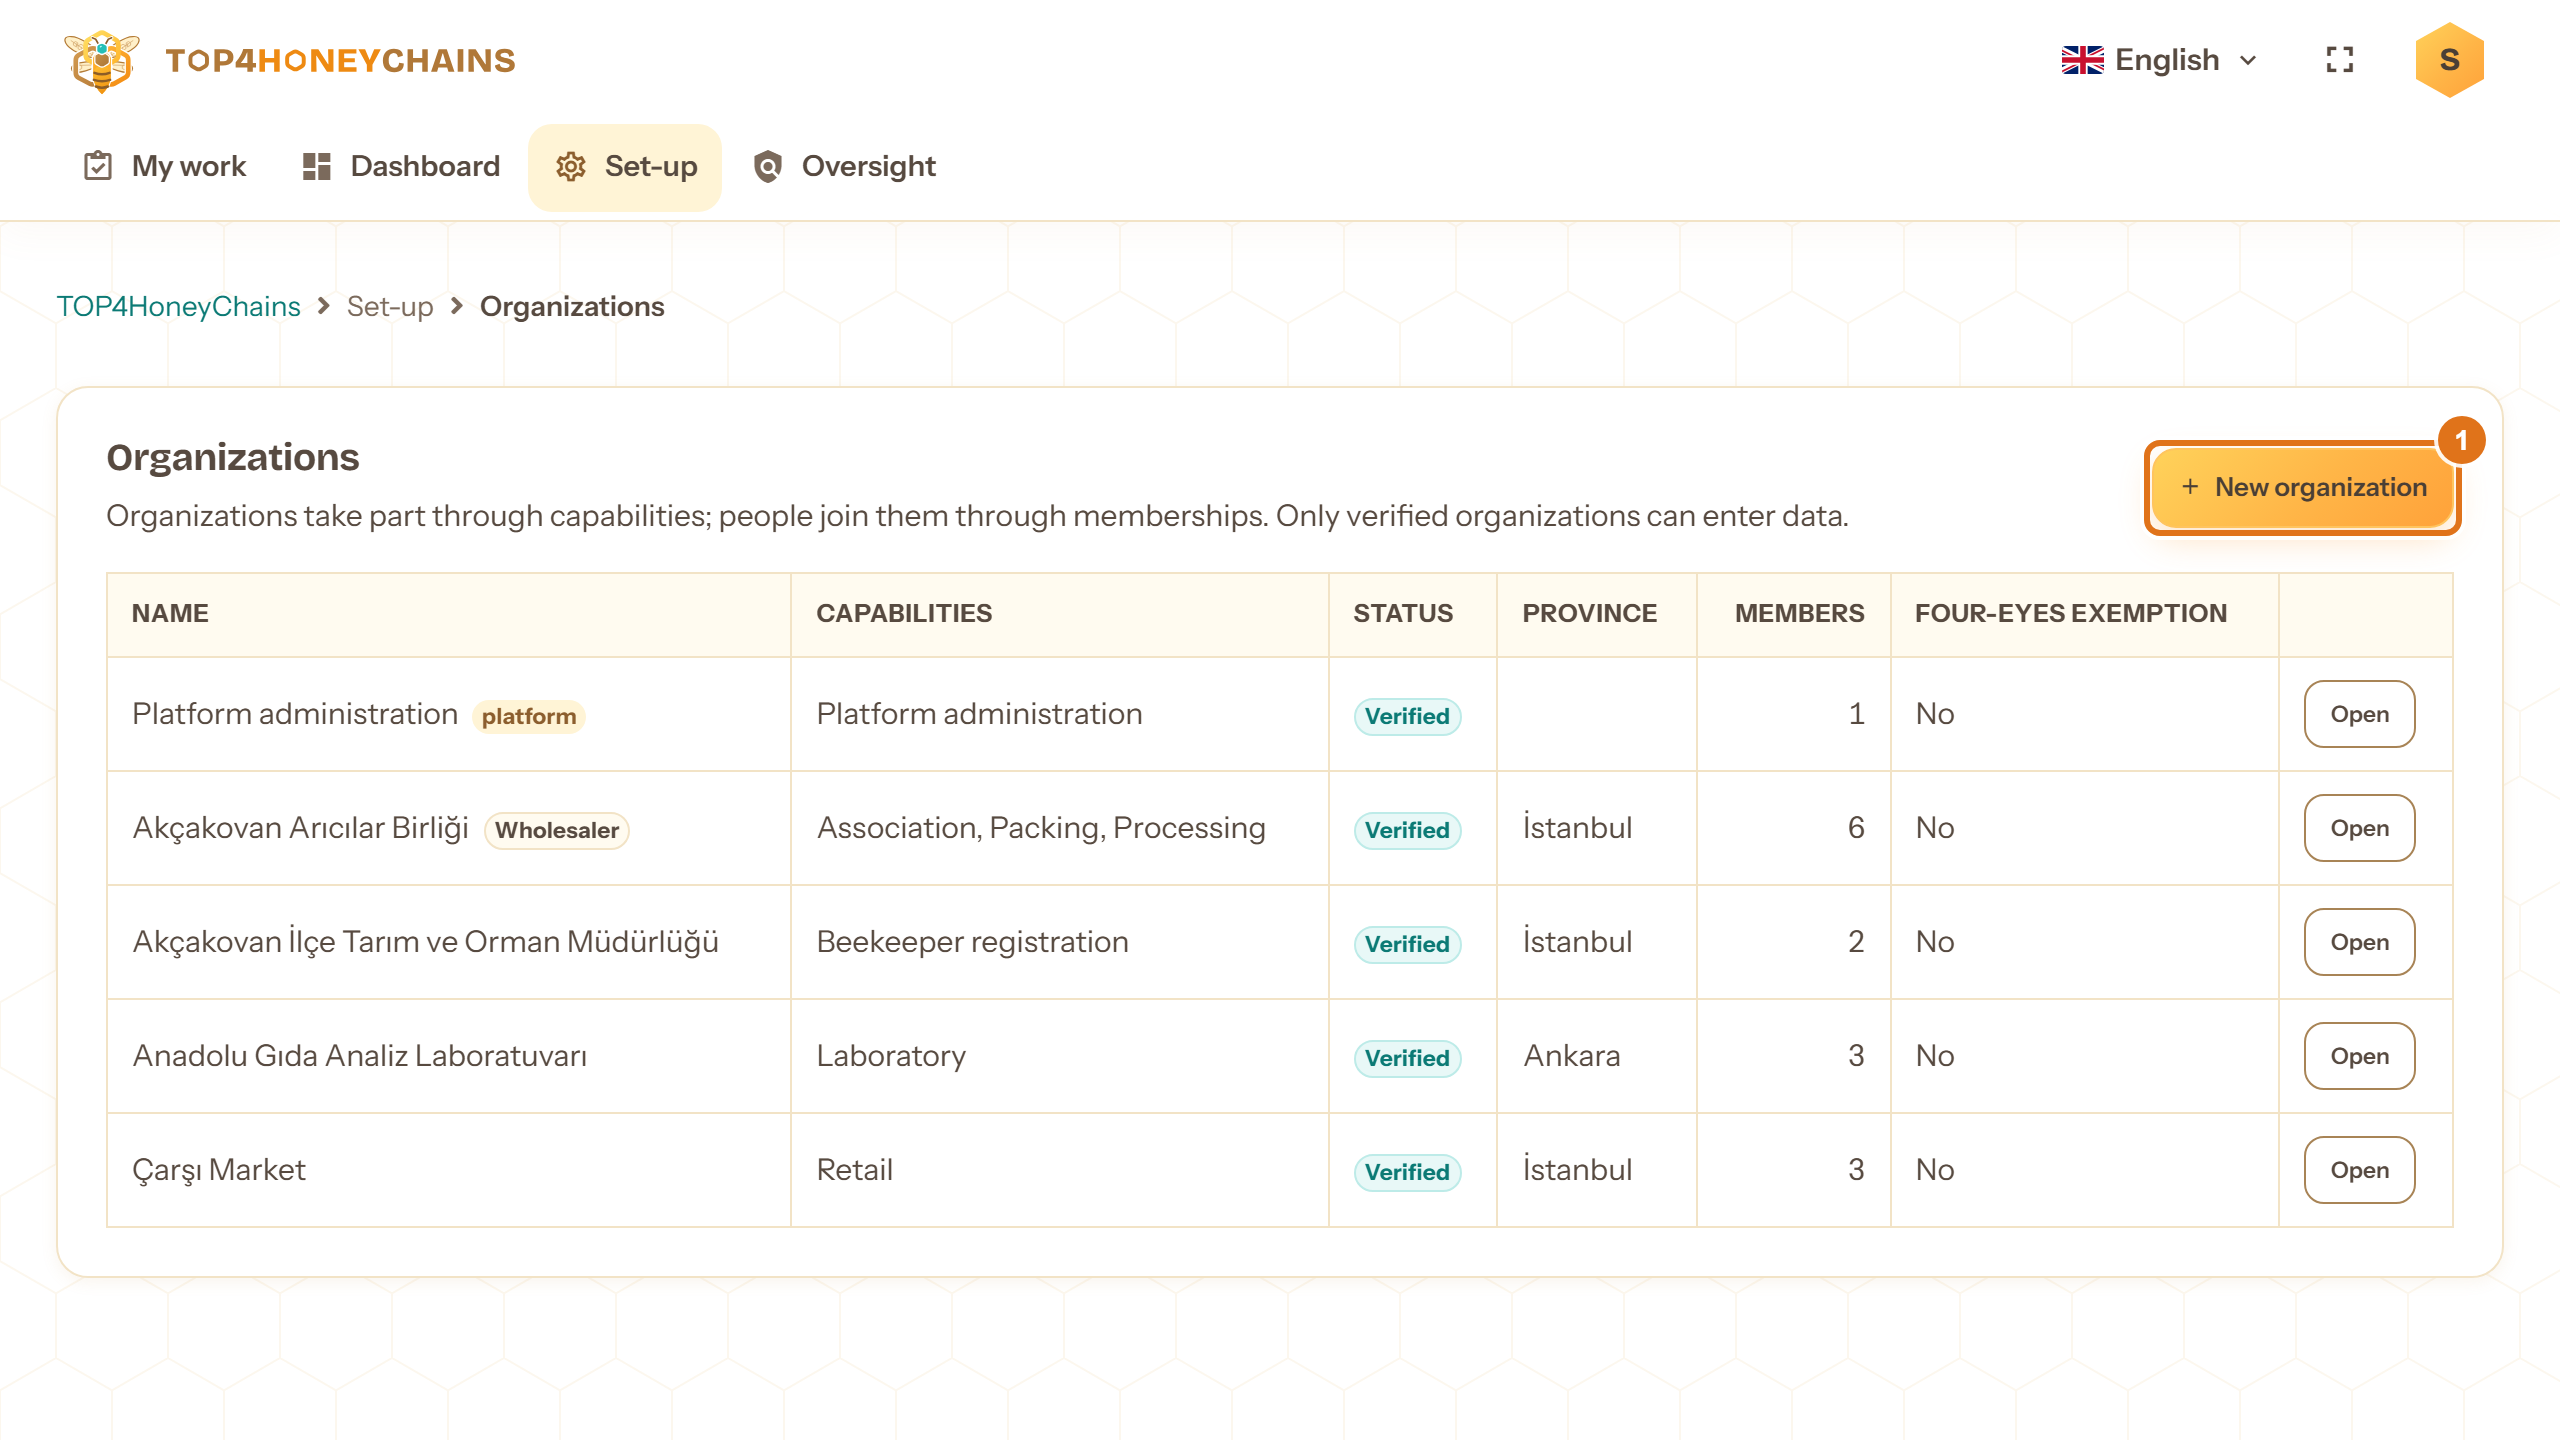 TOP4HONEYCHAINS
English
S
My work
Dashboard
Set-up
Oversight
TOP4HoneyChains > Set-up > Organizations
Organizations
1
+ New organization
Organizations take part through capabilities; people join them through memberships. Only verified organizations can enter data.
NAME CAPABILITIES STATUS PROVINCE MEMBERS FOUR-EYES EXEMPTION
Platform administration platform Platform administration Verified 1 No Open
Akçakovan Arıcılar Birliği Wholesaler Association, Packing, Processing Verified İstanbul 6 No Open
Akçakovan İlçe Tarım ve Orman Müdürlüğü Beekeeper registration Verified İstanbul 2 No Open
Anadolu Gıda Analiz Laboratuvarı Laboratory Verified Ankara 3 No Open
Çarşı Market Retail Verified İstanbul 3 No Open